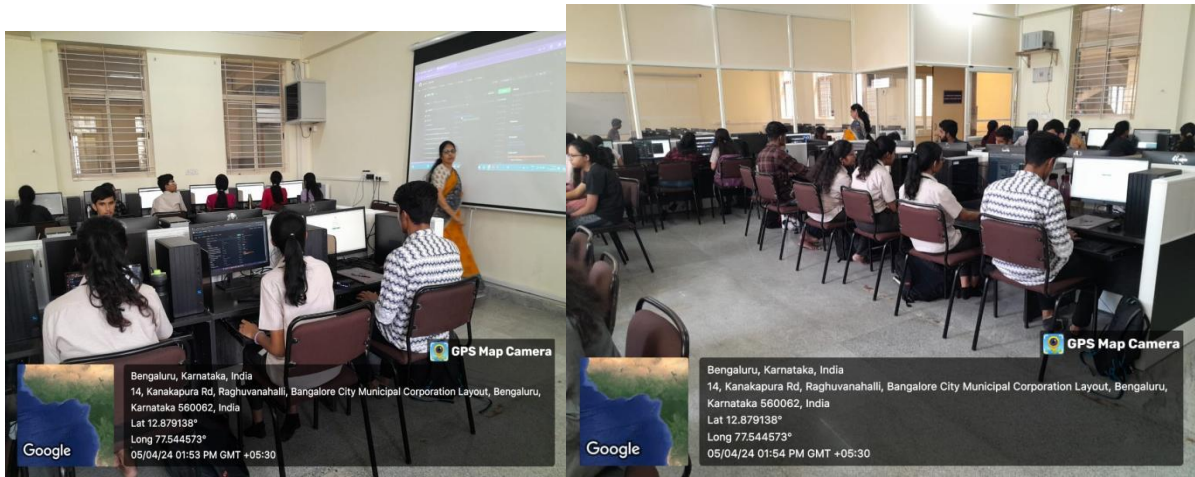 GPS Map Camera
Bengaluru, Karnataka, India
14, Kanakapura Rd, Raghuvanahalli, Bangalore City Municipal Corporation Layout, Bengaluru,
Karnataka 560062, India
Lat 12.879138°
Long 77.544573°
05/04/24 01:53 PM GMT +05:30
Google
GPS Map Camera
Bengaluru, Karnataka, India
14, Kanakapura Rd, Raghuvanahalli, Bangalore City Municipal Corporation Layout, Bengaluru,
Karnataka 560062, India
Lat 12.879138°
Long 77.544573°
05/04/24 01:54 PM GMT +05:30
Google